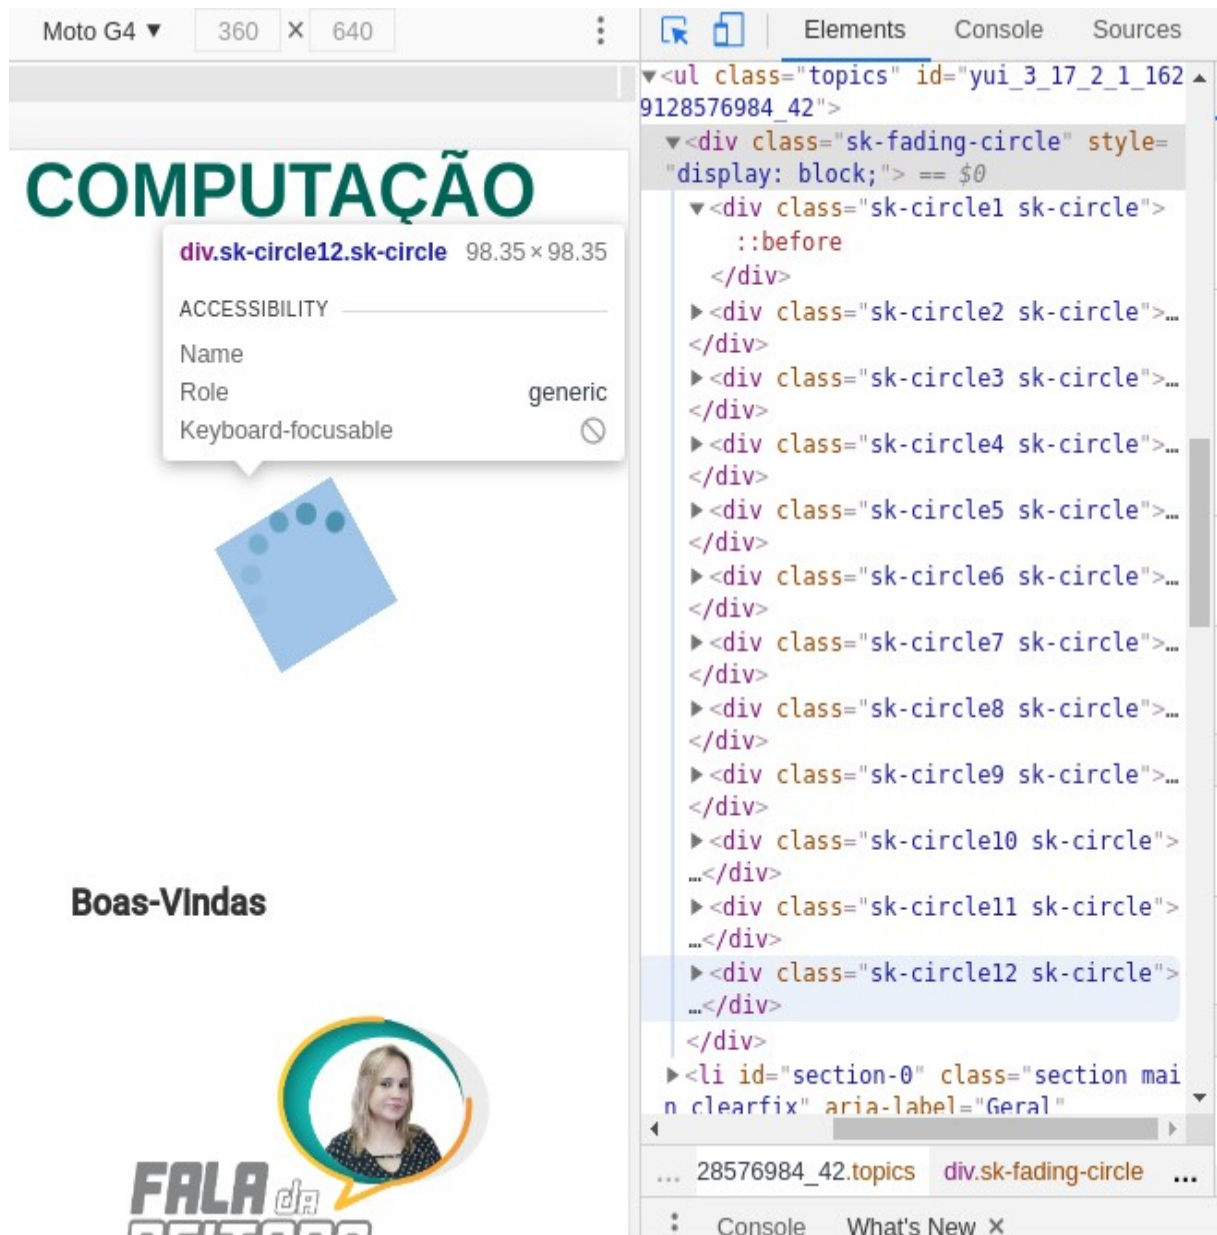 Moto G4 ▼ 360 × 640
Elements Console Sources
COMPUTAÇÃO
div.sk-circle12.sk-circle 98.35 × 98.35
ACCESSIBILITY
Name
Role generic
Keyboard-focusable
Boas-Vindas
FALA da
▼<ul class="topics" id="yui_3_17_2_1_162
9128576984_42">
▼<div class="sk-fading-circle" style=
"display: block;"> == $0
▼<div class="sk-circle1 sk-circle">
::before
</div>
▶<div class="sk-circle2 sk-circle">…
</div>
▶<div class="sk-circle3 sk-circle">…
</div>
▶<div class="sk-circle4 sk-circle">…
</div>
▶<div class="sk-circle5 sk-circle">…
</div>
▶<div class="sk-circle6 sk-circle">…
</div>
▶<div class="sk-circle7 sk-circle">…
</div>
▶<div class="sk-circle8 sk-circle">…
</div>
▶<div class="sk-circle9 sk-circle">…
</div>
▶<div class="sk-circle10 sk-circle">
…</div>
▶<div class="sk-circle11 sk-circle">
…</div>
▶<div class="sk-circle12 sk-circle">
…</div>
</div>
▶<li id="section-0" class="section mai
n clearfix" aria-label="Geral"
... 28576984_42.topics div.sk-fading-circle ...
Console What's New ×